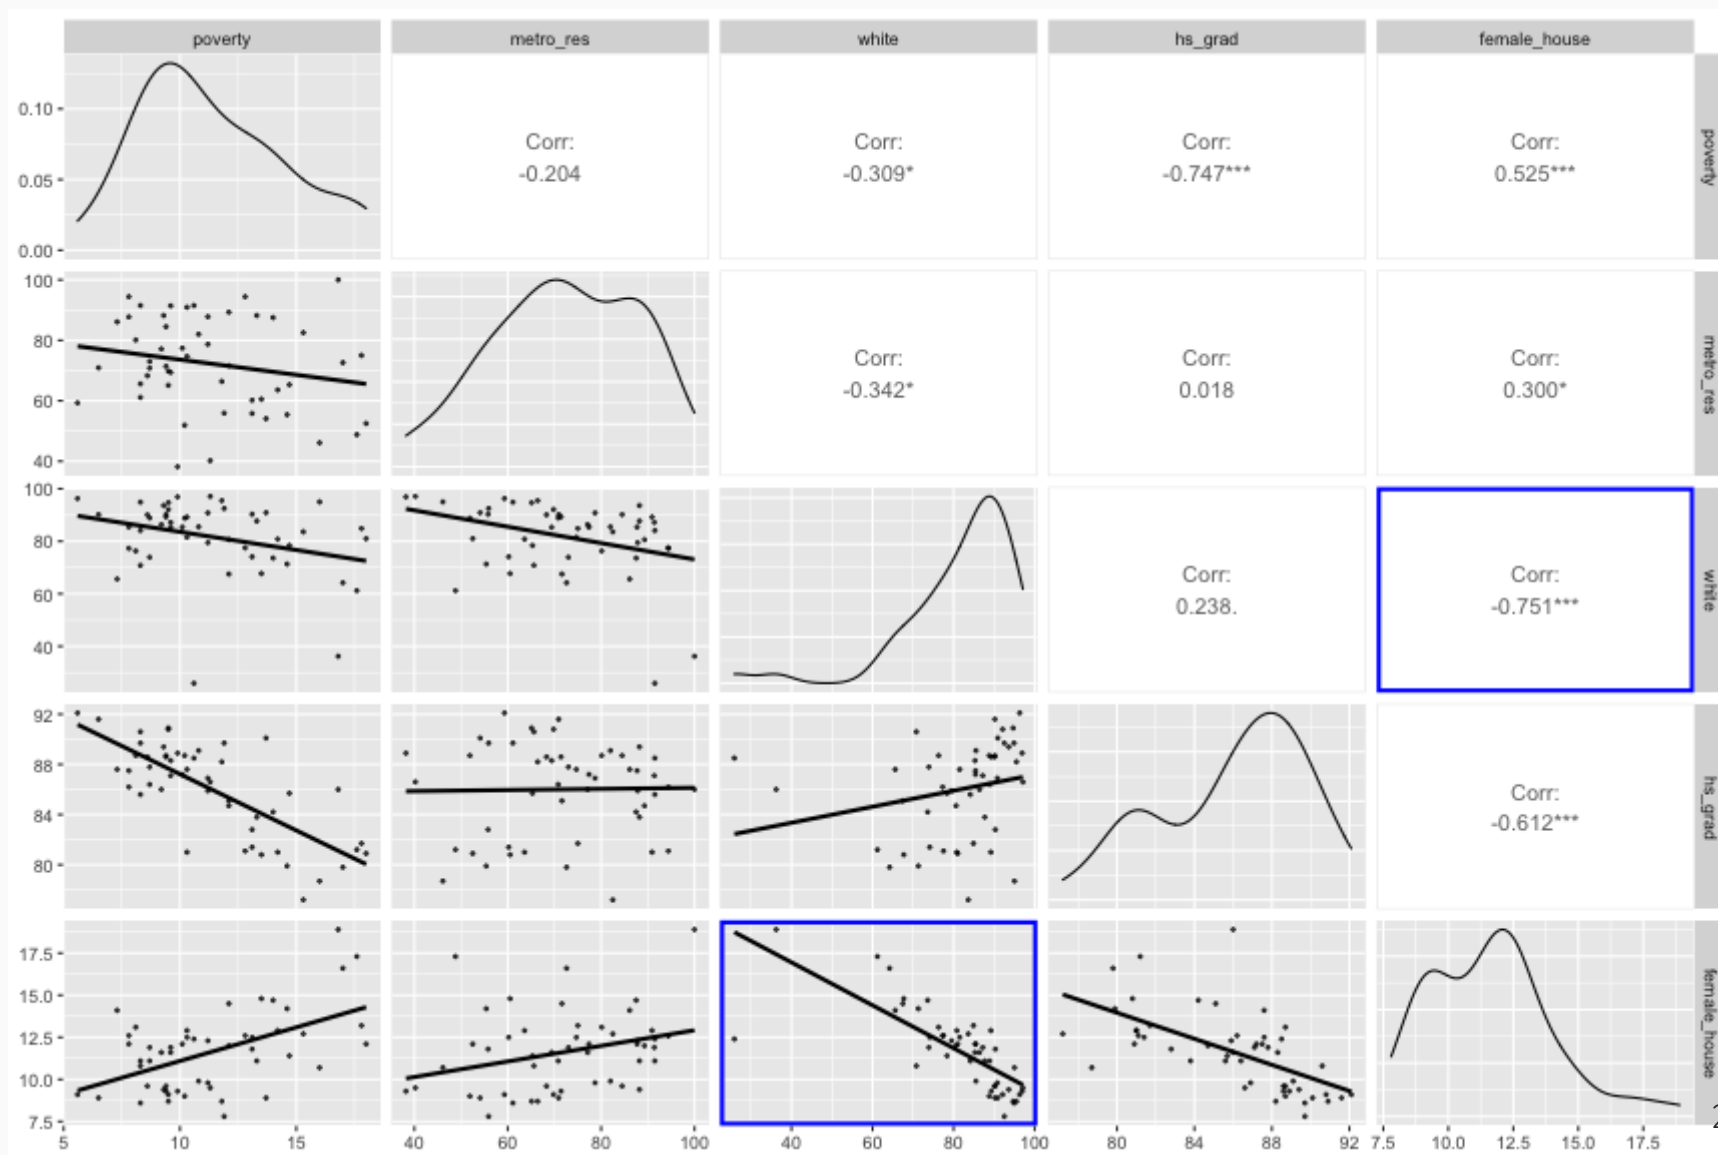 poverty metro_res white hs_grad female_house
0.10
0.05
0.00
Corr:
-0.204
Corr:
-0.309*
Corr:
-0.747***
Corr:
0.525***
poverty
100
80
60
40
Corr:
-0.342*
Corr:
0.018
Corr:
0.300*
metro_res
100
80
60
40
Corr:
0.238.
Corr:
-0.751***
white
92
88
84
80
Corr:
-0.612***
hs_grad
17.5
15.0
12.5
10.0
7.5
female_house
5 10 15 40 60 80 100 40 60 80 100 80 84 88 92 7.5 10.0 12.5 15.0 17.5